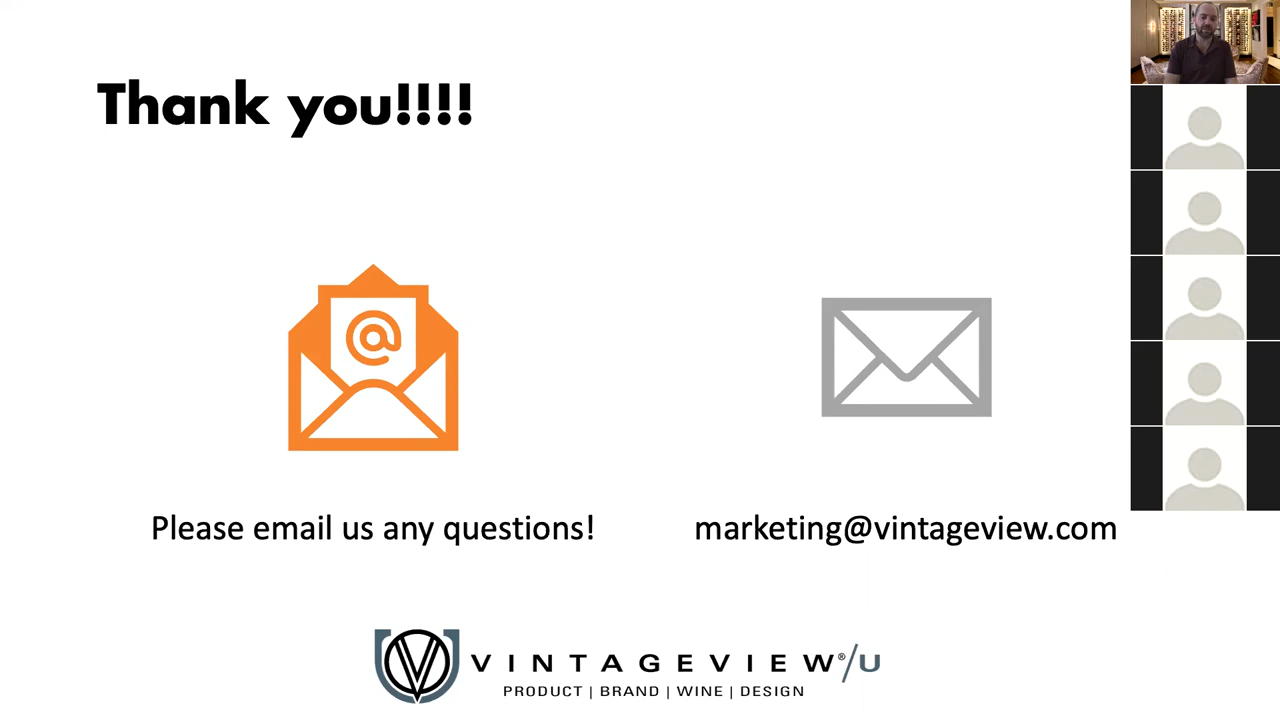 Thank you!!!!
@
Please email us any questions!
marketing@vintageview.com
VINTAGEVIEW®/U
PRODUCT | BRAND | WINE | DESIGN